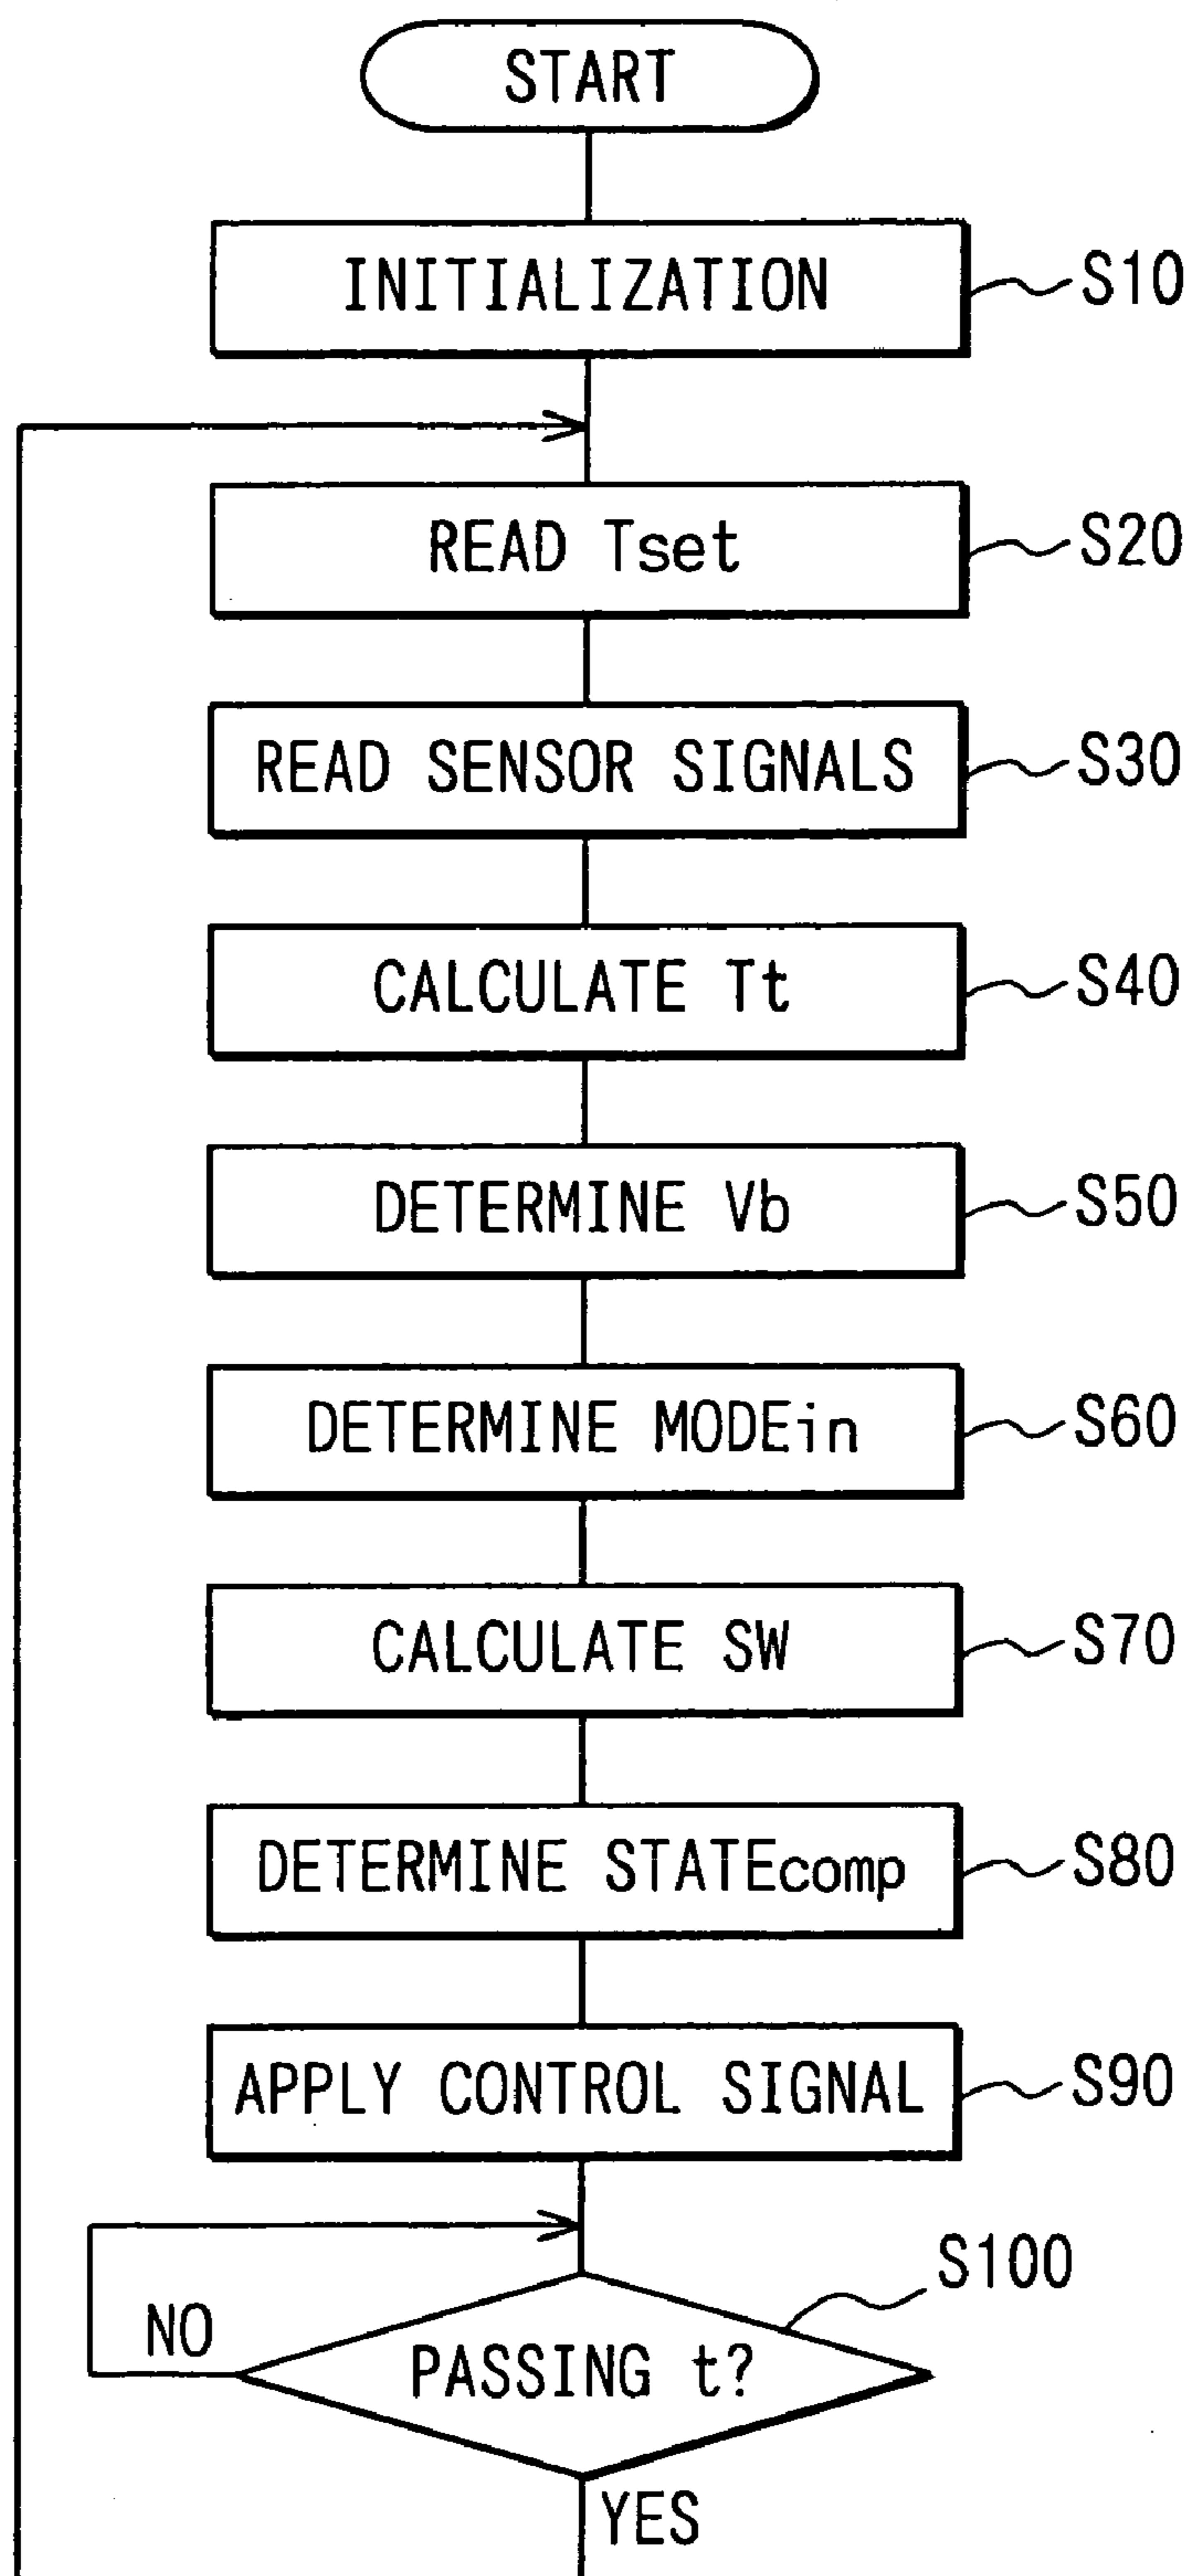 START
INITIALIZATION
S10
READ Tset
S20
READ SENSOR SIGNALS
S30
CALCULATE Tt
S40
DETERMINE Vb
S50
DETERMINE MODEin
S60
CALCULATE SW
S70
DETERMINE STATEcomp
S80
APPLY CONTROL SIGNAL
S90
S100
NO
PASSING t?
YES